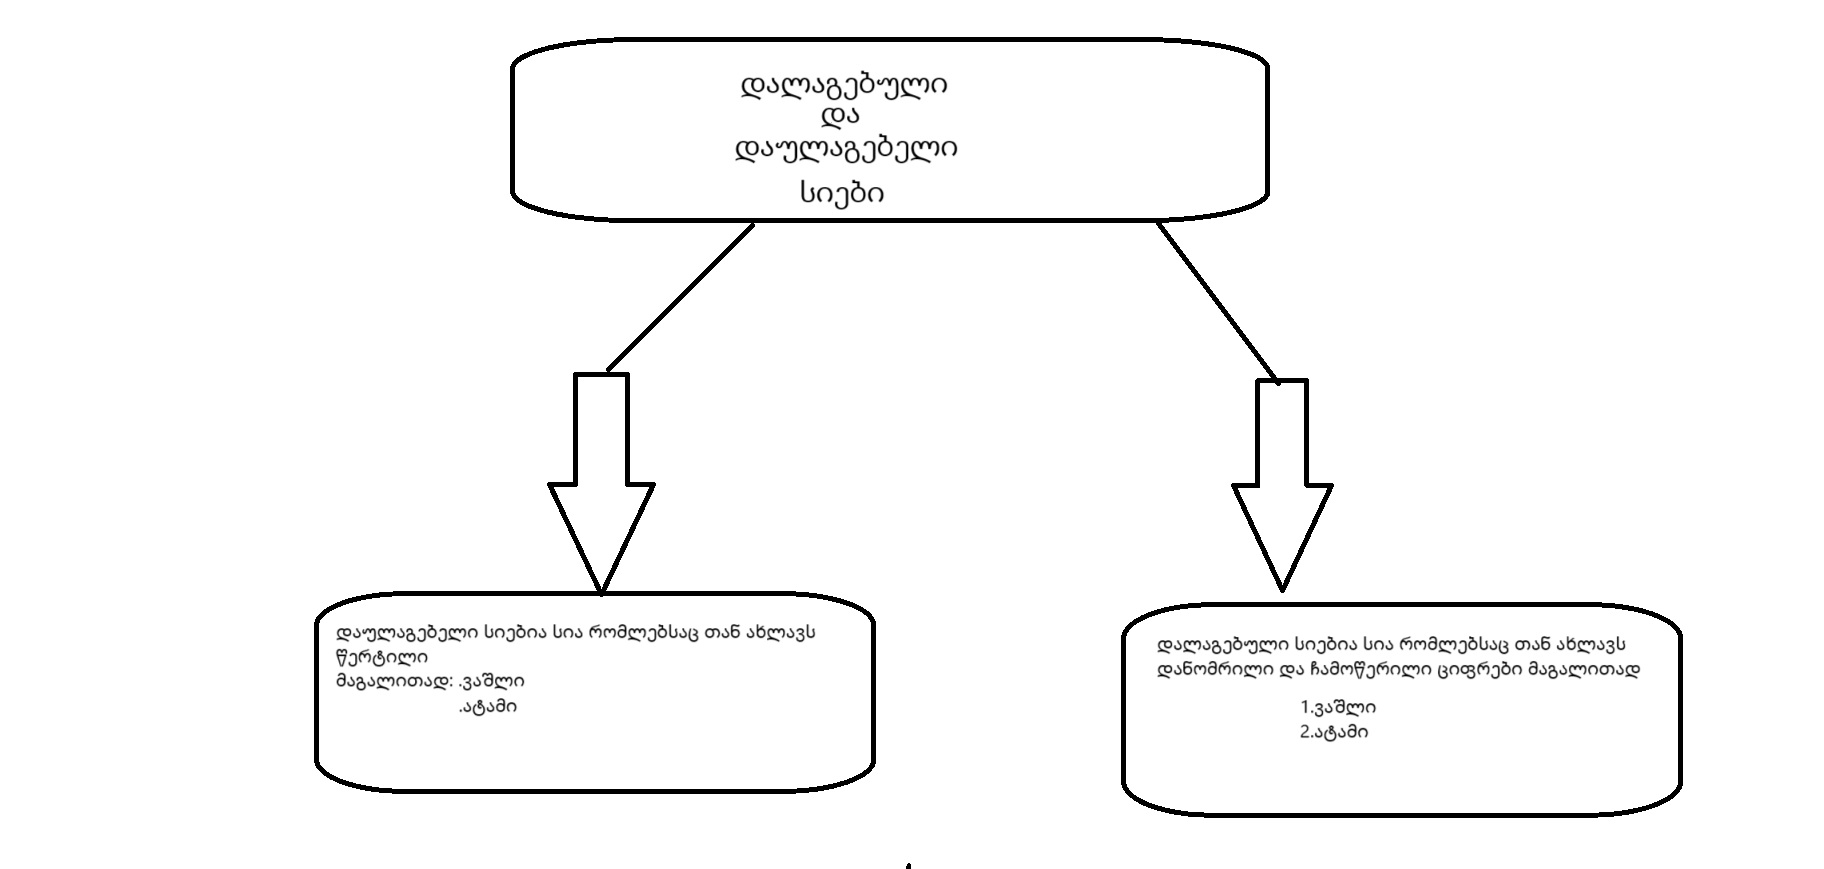 დალაგებული
და
დაულაგებელი
სიები
დაულაგებელი სიებია სია რომლებსაც თან ახლავს
წერტილი
მაგალითად: .ვაშლი
.ატამი
დალაგებული სიებია სია რომლებსაც თან ახლავს
დანომრილი და ჩამოწერილი ციფრები მაგალითად
1.ვაშლი
2.ატამი